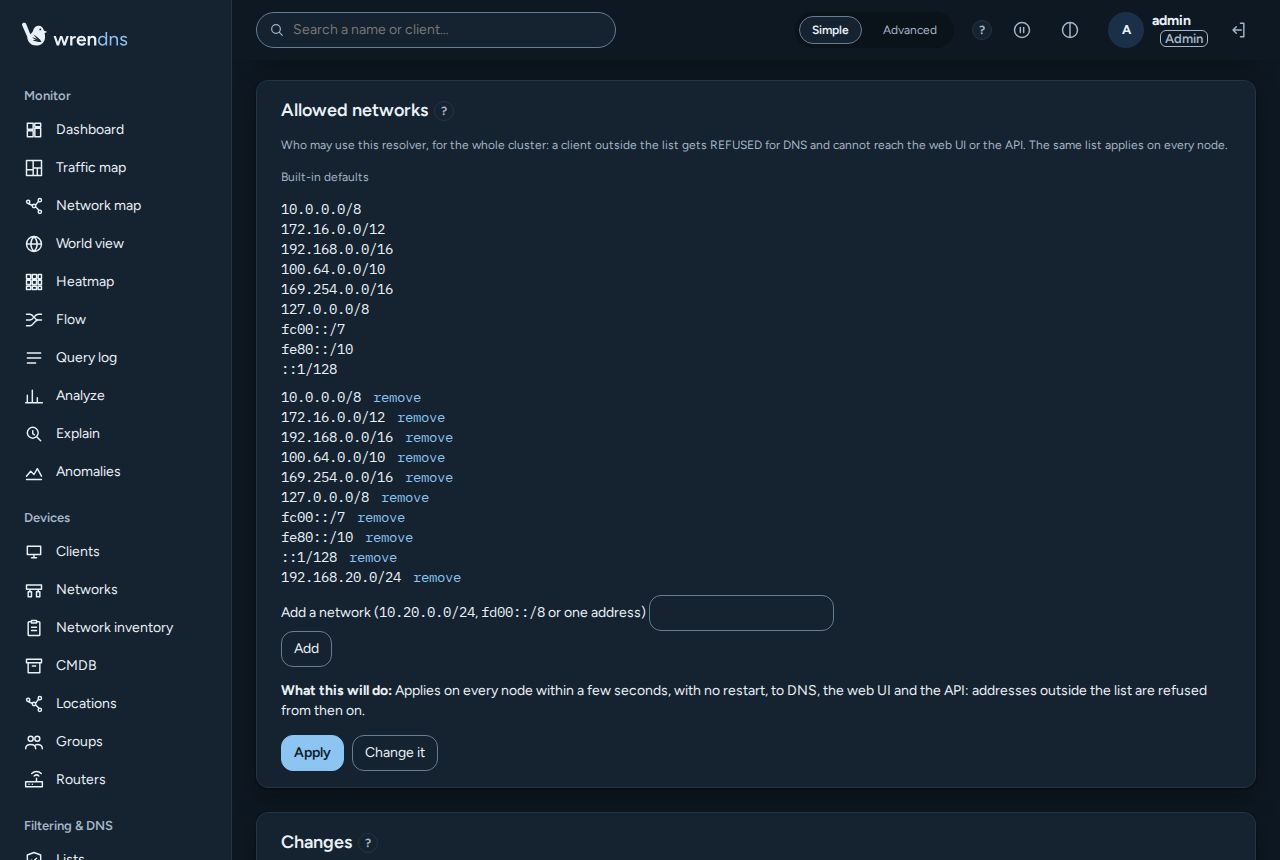 wrendns
Search a name or client...
Simple
Advanced
?
A
admin
Admin
Monitor
Dashboard
Traffic map
Network map
World view
Heatmap
Flow
Query log
Analyze
Explain
Anomalies
Devices
Clients
Networks
Network inventory
CMDB
Locations
Groups
Routers
Filtering & DNS
Lists
Allowed networks ?
Who may use this resolver, for the whole cluster: a client outside the list gets REFUSED for DNS and cannot reach the web UI or the API. The same list applies on every node.
Built-in defaults
10.0.0.0/8
172.16.0.0/12
192.168.0.0/16
100.64.0.0/10
169.254.0.0/16
127.0.0.0/8
fc00::/7
fe80::/10
::1/128
10.0.0.0/8 remove
172.16.0.0/12 remove
192.168.0.0/16 remove
100.64.0.0/10 remove
169.254.0.0/16 remove
127.0.0.0/8 remove
fc00::/7 remove
fe80::/10 remove
::1/128 remove
192.168.20.0/24 remove
Add a network (10.20.0.0/24, fd00::/8 or one address)
Add
What this will do: Applies on every node within a few seconds, with no restart, to DNS, the web UI and the API: addresses outside the list are refused
from then on.
Apply
Change it
Changes ?